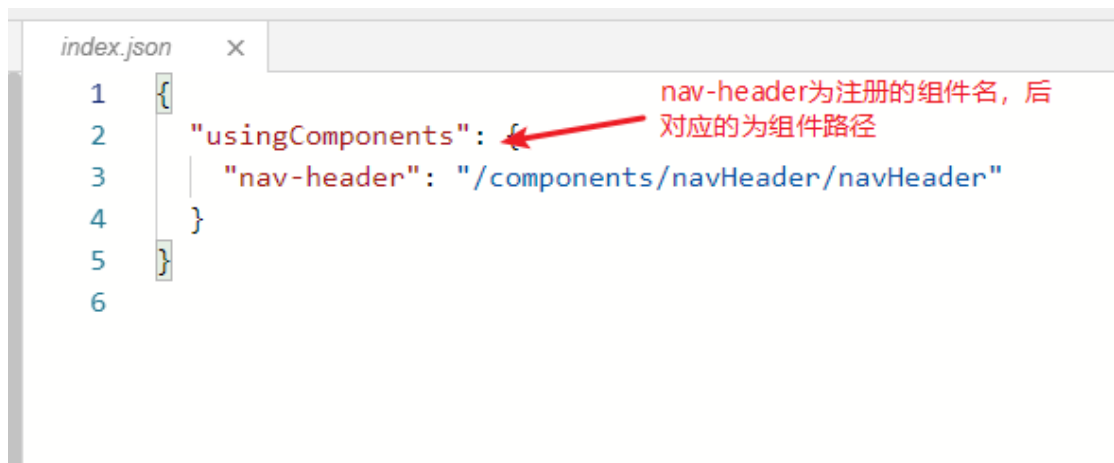 index.json ×
1 {
nav-header为注册的组件名，后
对应的为组件路径
2 "usingComponents": {
3 "nav-header": "/components/navHeader/navHeader"
4 }
5 }
6